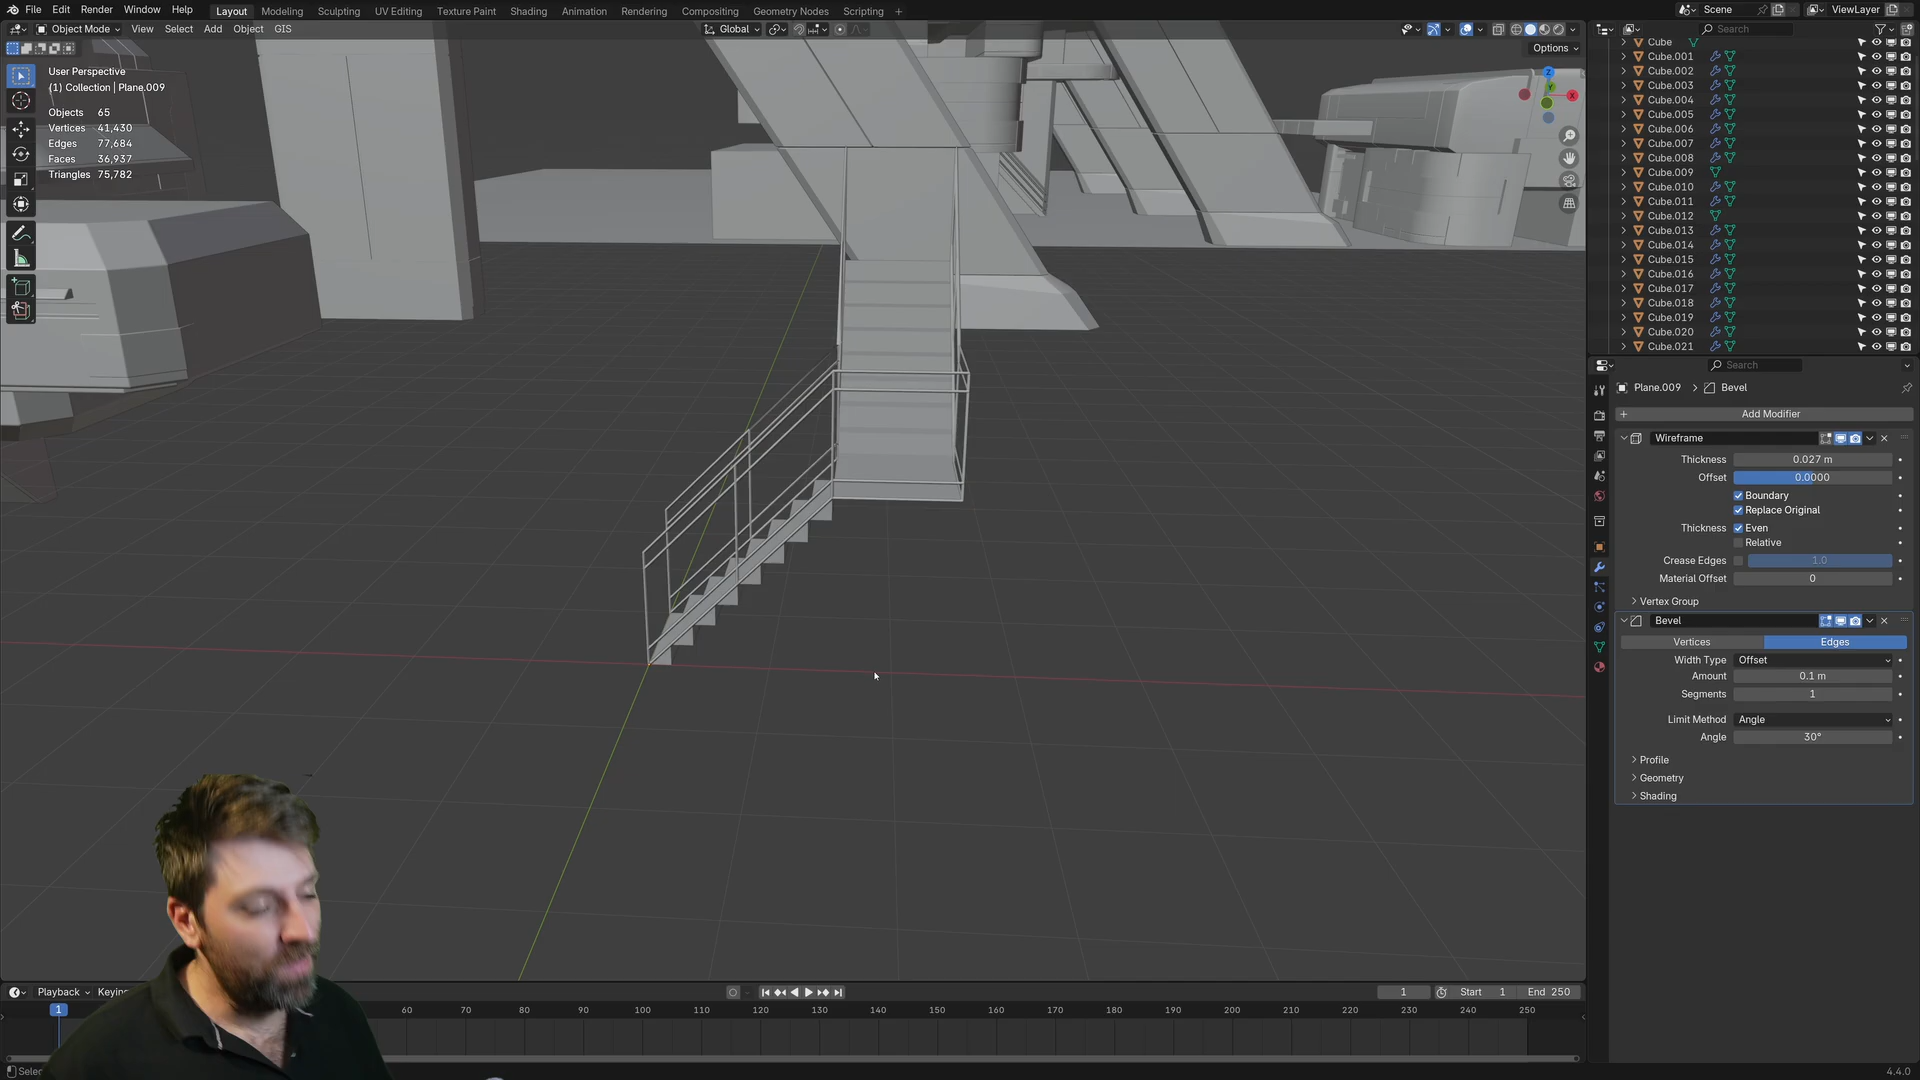 File Edit Render Window Help
Layout Modeling Sculpting UV Editing Texture Paint Shading Animation Rendering Compositing Geometry Nodes Scripting +
Scene
ViewLayer
Object Mode View Select Add Object GIS
Global
Options
User Perspective
(1) Collection | Plane.009
Objects 65
Vertices 41,430
Edges 77,684
Faces 36,937
Triangles 75,782
Z
Y
X
Search
Cube
Cube.001
Cube.002
Cube.003
Cube.004
Cube.005
Cube.006
Cube.007
Cube.008
Cube.009
Cube.010
Cube.011
Cube.012
Cube.013
Cube.014
Cube.015
Cube.016
Cube.017
Cube.018
Cube.019
Cube.020
Cube.021
Search
Plane.009 > Bevel
+ Add Modifier
Wireframe
Thickness 0.027 m
Offset 0.0000
Boundary
Replace Original
Thickness Even
Relative
Crease Edges 1.0
Material Offset 0
Vertex Group
Bevel
Vertices Edges
Width Type Offset
Amount 0.1 m
Segments 1
Limit Method Angle
Angle 30°
Profile
Geometry
Shading
Playback
1 Start 1 End 250
1 60 70 80 90 100 110 120 130 140 150 160 170 180 190 200 210 220 230 240 250
4.4.0